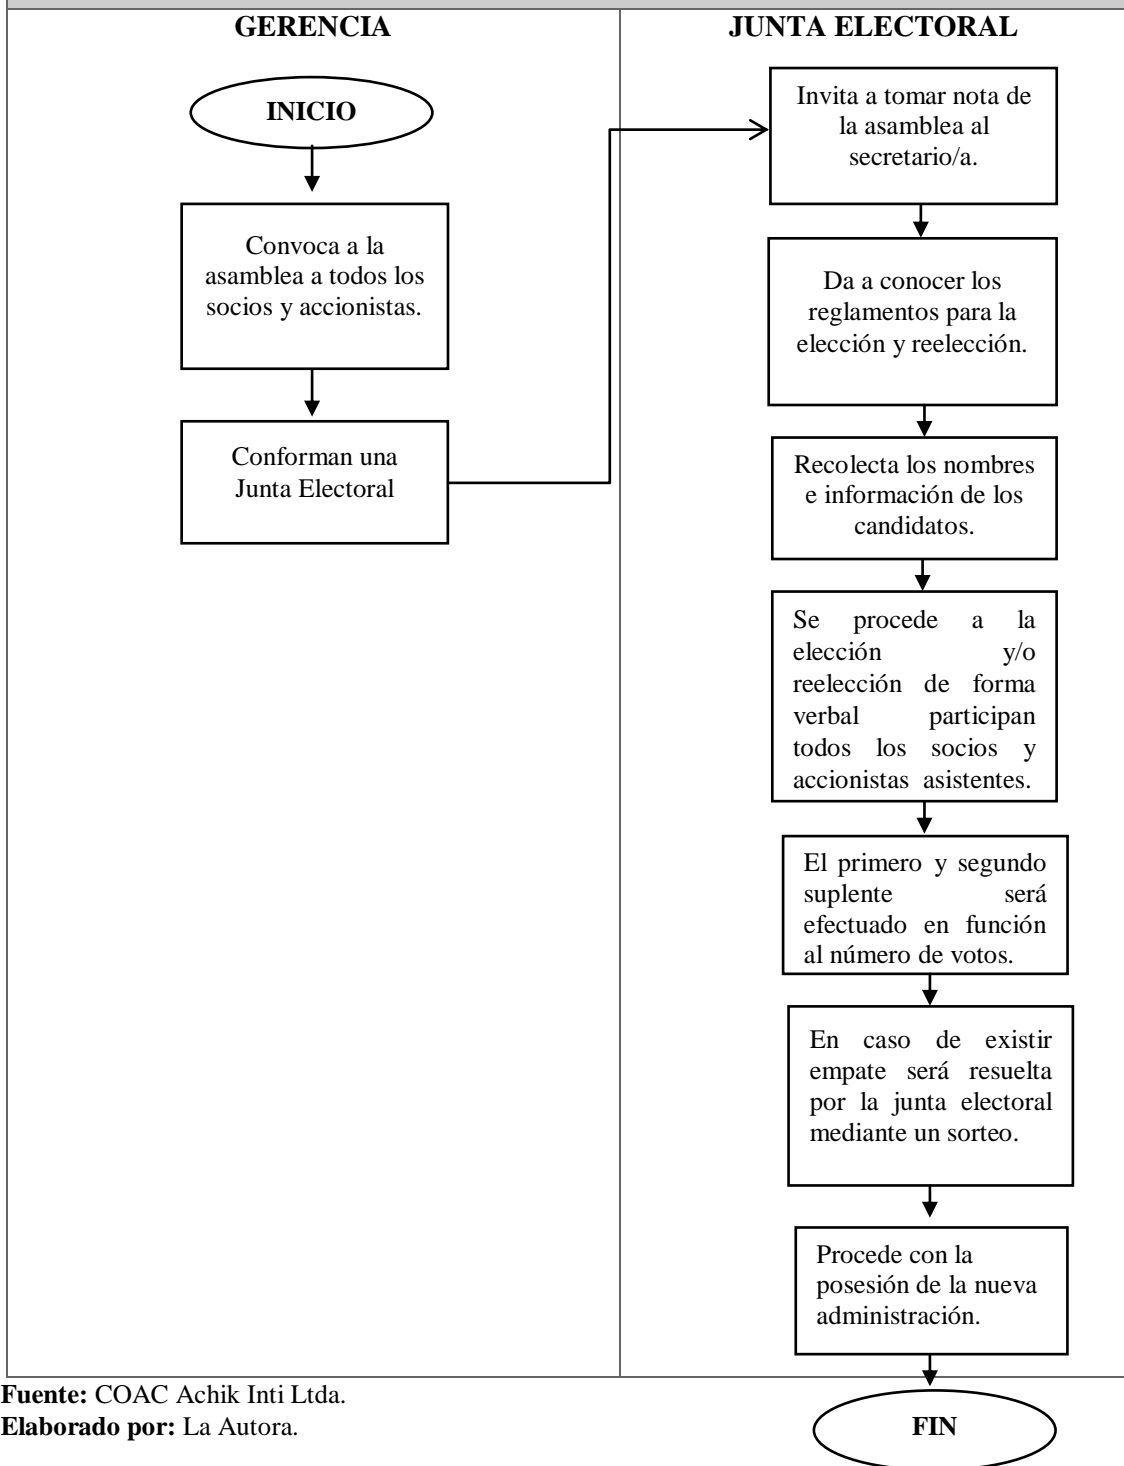 GERENCIA
INICIO
Convoca a la
asamblea a todos los
socios y accionistas.
Conforman una
Junta Electoral
JUNTA ELECTORAL
Invita a tomar nota de
la asamblea al
secretario/a.
Da a conocer los
reglamentos para la
elección y reelección.
Recolecta los nombres
e información de los
candidatos.
Se procede a la
elección y/o
reelección de forma
verbal participan
todos los socios y
accionistas asistentes.
El primero y segundo
suplente será
efectuado en función
al número de votos.
En caso de existir
empate será resuelta
por la junta electoral
mediante un sorteo.
Procede con la
posesión de la nueva
administración.
FIN
Fuente: COAC Achik Inti Ltda.
Elaborado por: La Autora.